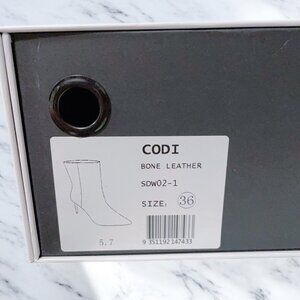 CODI
BONE LEATHER
SDW02-1
SIZE: 36
5.7
9 351192 147433